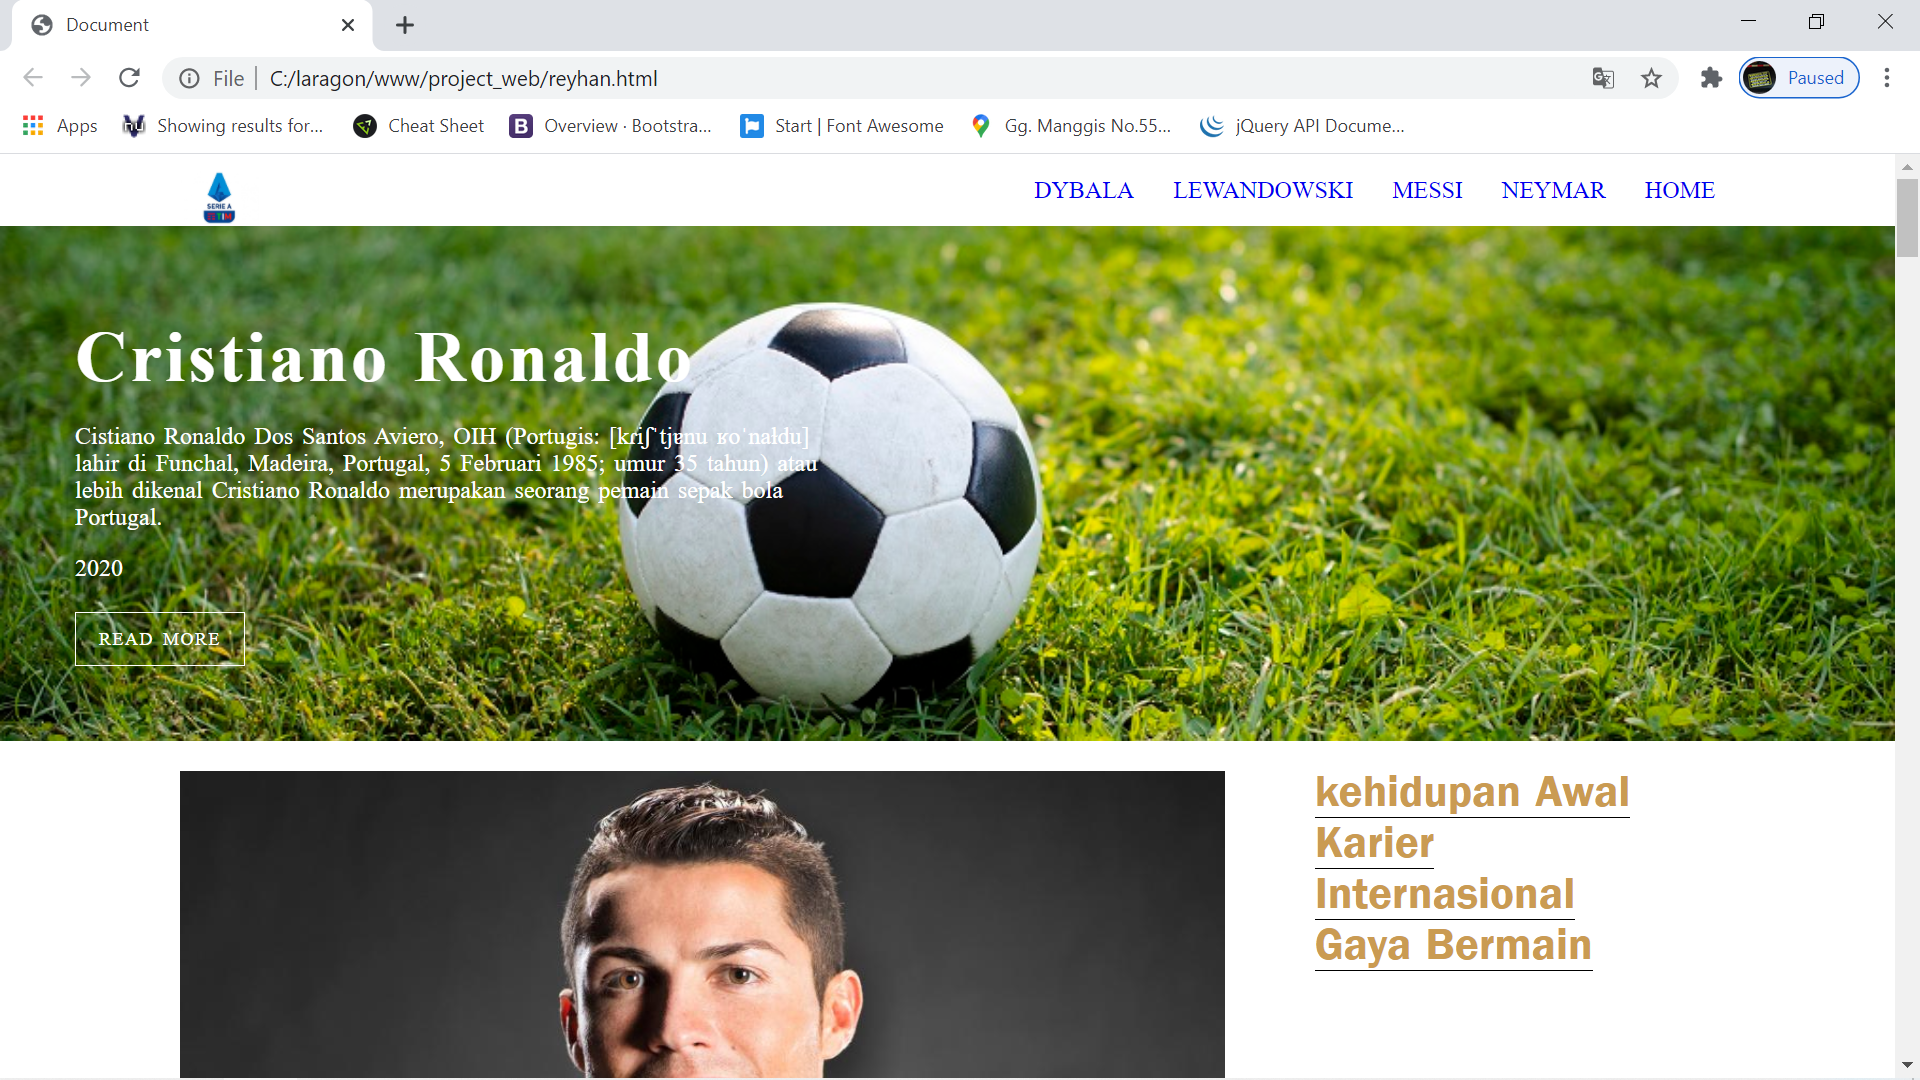 Document
File
C:/laragon/www/project_web/reyhan.html
Paused
Apps
nu
Showing results for...
Cheat Sheet
B
Overview · Bootstra...
Start | Font Awesome
Gg. Manggis No.55...
jQuery API Docume...
SERIE A
TIM
DYBALA LEWANDOWSKI MESSI NEYMAR HOME
Cristiano Ronaldo
Cistiano Ronaldo Dos Santos Aviero, OIH (Portugis: [kɾiʃˈtjɐnu ʁoˈnałdu]
lahir di Funchal, Madeira, Portugal, 5 Februari 1985; umur 35 tahun) atau
lebih dikenal Cristiano Ronaldo merupakan seorang pemain sepak bola
Portugal.
2020
READ MORE
kehidupan Awal
Karier
Internasional
Gaya Bermain